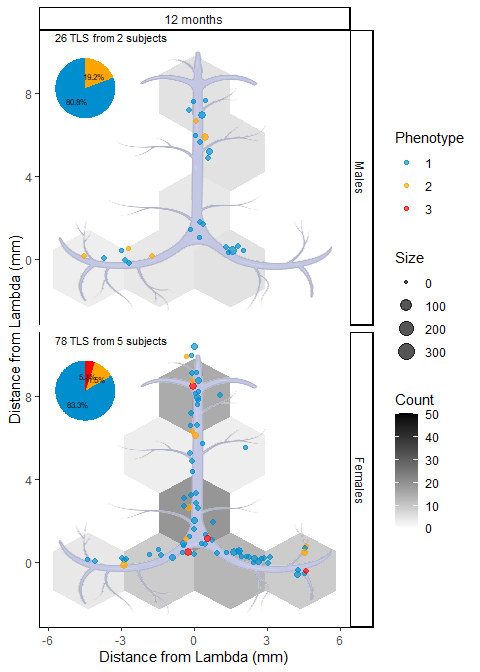 12 months
26 TLS from 2 subjects
19.2%
80.8%
Males
8
4
0
78 TLS from 5 subjects
83.3%
Females
8
4
0
-6 -3 0 3 6
Distance from Lambda (mm)
Distance from Lambda (mm)
Phenotype
1
2
3
Size
0
100
200
300
Count
50
40
30
20
10
0